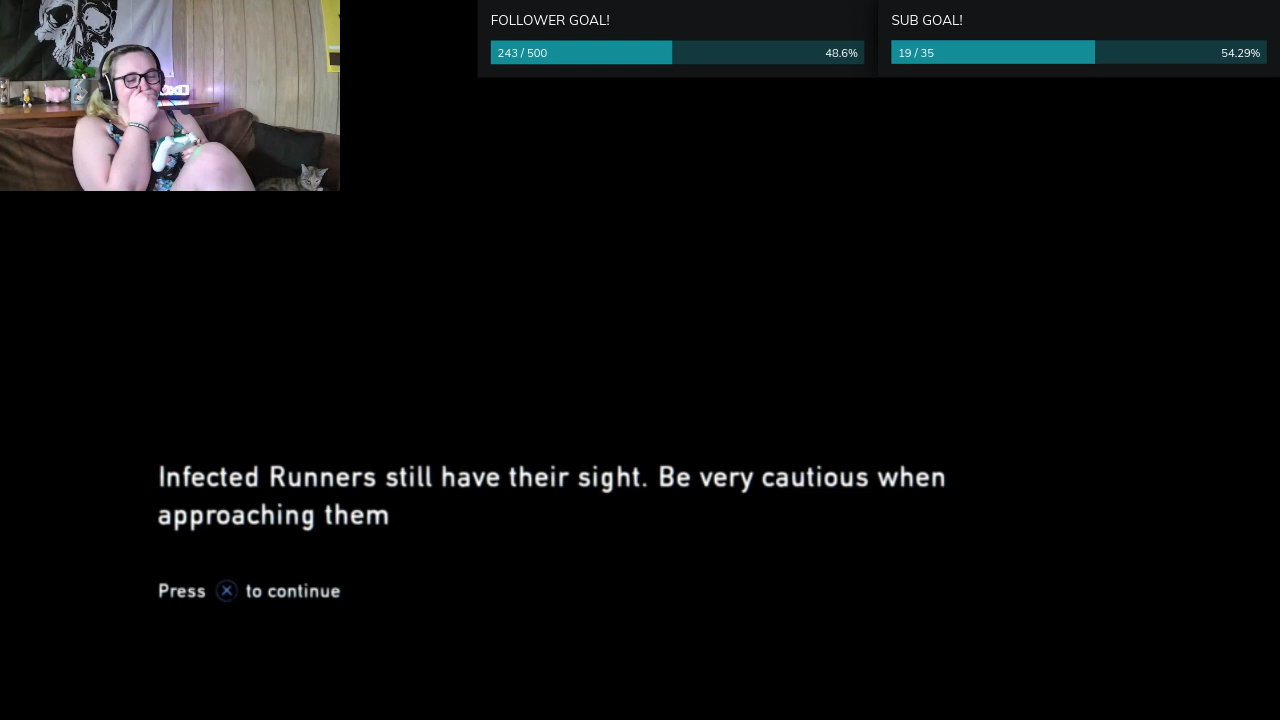 FOLLOWER GOAL!
243 / 500
48.6%
SUB GOAL!
19 / 35
54.29%
Infected Runners still have their sight. Be very cautious when
approaching them
Press ⓧ to continue